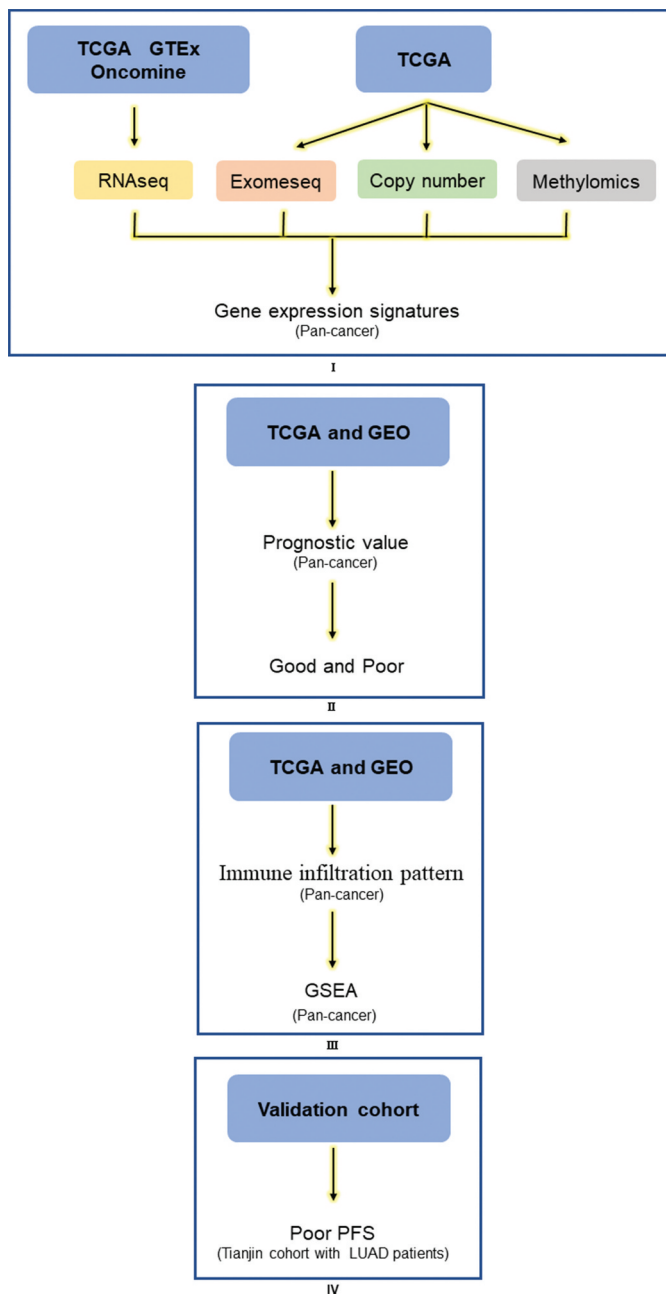 TCGA GTEx
Oncomine
TCGA
RNAseq
Exomeseq
Copy number
Methylomics
Gene expression signatures
(Pan-cancer)
I
TCGA and GEO
Prognostic value
(Pan-cancer)
Good and Poor
II
TCGA and GEO
Immune infiltration pattern
(Pan-cancer)
GSEA
(Pan-cancer)
III
Validation cohort
Poor PFS
(Tianjin cohort with LUAD patients)
IV